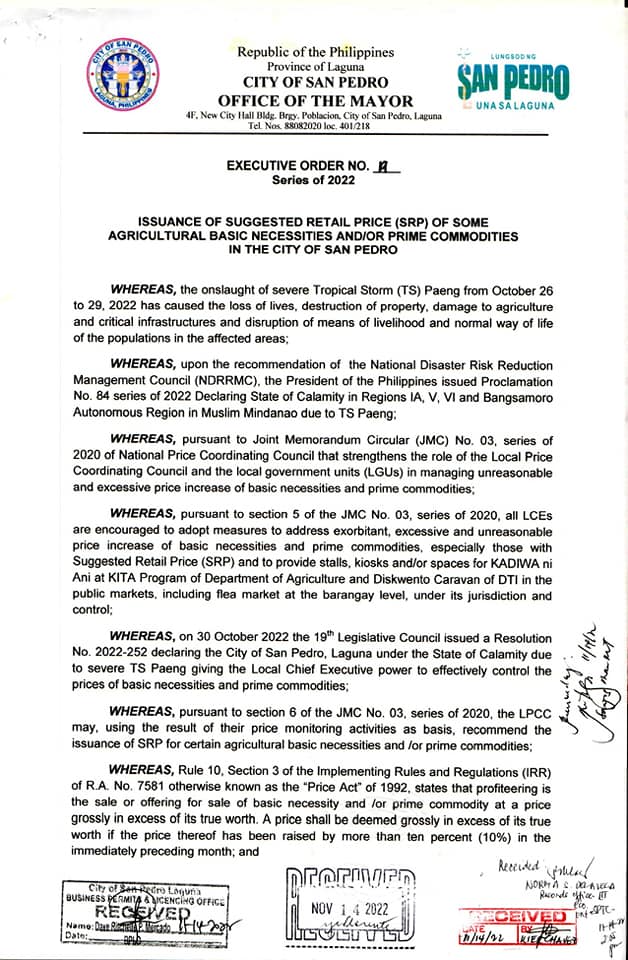 CITY OF SAN PEDRO
LAGUNA, PHILIPPINES
Republic of the Philippines
Province of Laguna
CITY OF SAN PEDRO
OFFICE OF THE MAYOR
4F, New City Hall Bldg. Brgy. Poblacion, City of San Pedro, Laguna
Tel. Nos. 88082020 loc. 401/218
LUNGSOD NG
SAN PEDRO
UNA SA LAGUNA
EXECUTIVE ORDER NO.
Series of 2022
ISSUANCE OF SUGGESTED RETAIL PRICE (SRP) OF SOME
AGRICULTURAL BASIC NECESSITIES AND/OR PRIME COMMODITIES
IN THE CITY OF SAN PEDRO
WHEREAS, the onslaught of severe Tropical Storm (TS) Paeng from October 26
to 29, 2022 has caused the loss of lives, destruction of property, damage to agriculture
and critical infrastructures and disruption of means of livelihood and normal way of life
of the populations in the affected areas;
WHEREAS, upon the recommendation of the National Disaster Risk Reduction
Management Council (NDRRMC), the President of the Philippines issued Proclamation
No. 84 series of 2022 Declaring State of Calamity in Regions IA, V, VI and Bangsamoro
Autonomous Region in Muslim Mindanao due to TS Paeng;
WHEREAS, pursuant to Joint Memorandum Circular (JMC) No. 03, series of
2020 of National Price Coordinating Council that strengthens the role of the Local Price
Coordinating Council and the local government units (LGUs) in managing unreasonable
and excessive price increase of basic necessities and prime commodities;
WHEREAS, pursuant to section 5 of the JMC No. 03, series of 2020, all LCEs
are encouraged to adopt measures to address exorbitant, excessive and unreasonable
price increase of basic necessities and prime commodities, especially those with
Suggested Retail Price (SRP) and to provide stalls, kiosks and/or spaces for KADIWA ni
Ani at KITA Program of Department of Agriculture and Diskwento Caravan of DTI in the
public markets, including flea market at the barangay level, under its jurisdiction and
control;
WHEREAS, on 30 October 2022 the 19th Legislative Council issued a Resolution
No. 2022-252 declaring the City of San Pedro, Laguna under the State of Calamity due
to severe TS Paeng giving the Local Chief Executive power to effectively control the
prices of basic necessities and prime commodities;
WHEREAS, pursuant to section 6 of the JMC No. 03, series of 2020, the LPCC
may, using the result of their price monitoring activities as basis, recommend the
issuance of SRP for certain agricultural basic necessities and /or prime commodities;
WHEREAS, Rule 10, Section 3 of the Implementing Rules and Regulations (IRR)
of R.A. No. 7581 otherwise known as the “Price Act” of 1992, states that profiteering is
the sale or offering for sale of basic necessity and /or prime commodity at a price
grossly in excess of its true worth. A price shall be deemed grossly in excess of its true
worth if the price thereof has been raised by more than ten percent (10%) in the
immediately preceding month; and
City of San Pedro Laguna
BUSINESS PERMITS & LICENCING OFFICE
RECEIVED
Name:
Date:
BPLO
RECEIVED
NOV 14 2022
RECEIVED
Received
Records Officer III
RECEIVED
DATE
BY
11/14/22